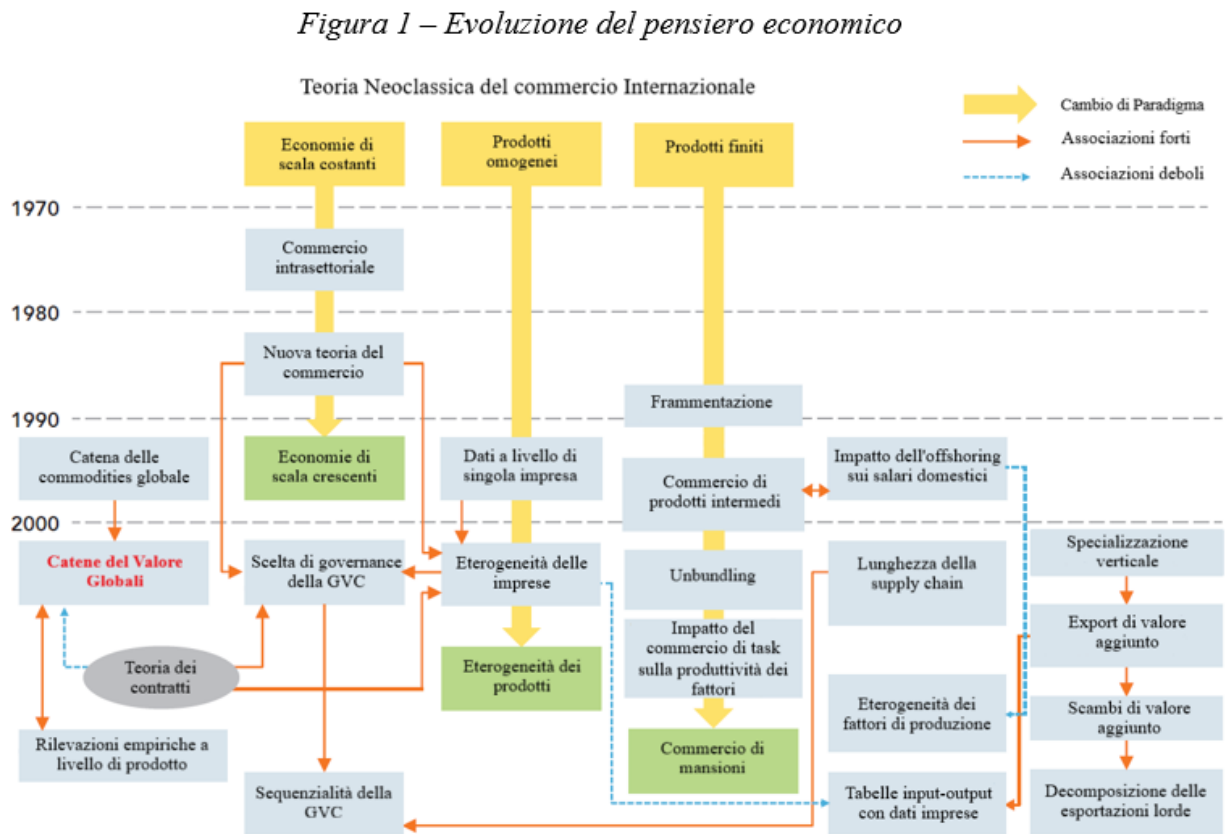 Figura 1 – Evoluzione del pensiero economico
Teoria Neoclassica del commercio Internazionale
Cambio di Paradigma
Associazioni forti
Associazioni deboli
Economie di
scala costanti
Prodotti
omogenei
Prodotti finiti
1970
Commercio
intrasettoriale
1980
Nuova teoria del
commercio
Frammentazione
1990
Catena delle
commodities globale
Economie di
scala crescenti
Dati a livello di
singola impresa
Commercio di
prodotti intermedi
Impatto dell'offshoring
sui salari domestici
2000
Catene del Valore
Globali
Scelta di governance
della GVC
Eterogeneità delle
imprese
Unbundling
Lunghezza della
supply chain
Specializzazione
verticale
Teoria dei
contratti
Eterogeneità dei
prodotti
Impatto del
commercio di task
sulla produttività dei
fattori
Export di valore
aggiunto
Eterogeneità dei
fattori di produzione
Scambi di valore
aggiunto
Rilevazioni empiriche a
livello di prodotto
Commercio di
mansioni
Sequenzialità della
GVC
Tabelle input-output
con dati imprese
Decomposizione delle
esportazioni lorde